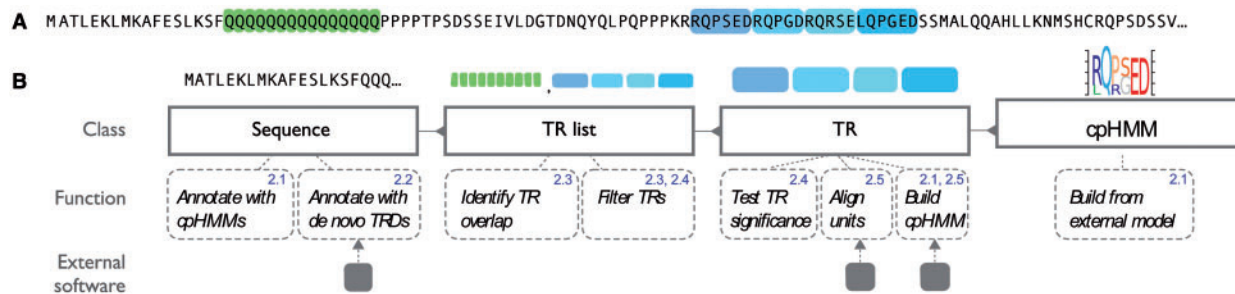 A MATLEKLMKAFESLKSFQQQQQQQQQQQQQQQPPPPTPSDSSEIVLDGTDNQYQLPQPPPKRRQPSEDRQPGDRQRSELQPGEDSSMALQQAHLLKNMSHCRQPSDSSV…
B MATLEKLMKAFESLKSFQQQ... , RQPSED LRG
Class Sequence TR list TR cpHMM
2.1 2.2 2.3 2.3, 2.4 2.4 2.5 2.1, 2.5 2.1
Function Annotate with Annotate with Identify TR Filter TRs Test TR Align Build Build from
cpHMMs de novo TRDs overlap significance units cpHMM external model
External
software